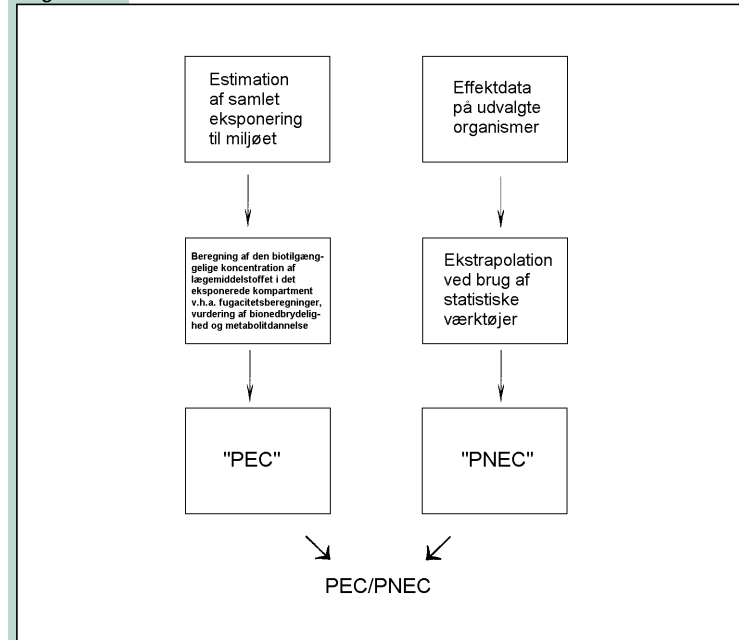 Estimation
af samlet
eksponering
til miljøet
Effektdata
på udvalgte
organismer
Beregning af den biotilgæng-
gelige koncentration af
lægemiddelstoffet i det
eksponerede kompartment
v.h.a. fugacitetsberegninger,
vurdering af bionedbrydelig-
hed og metabolitdannelse
Ekstrapolation
ved brug af
statistiske
værktøjer
"PEC"
"PNEC"
PEC/PNEC